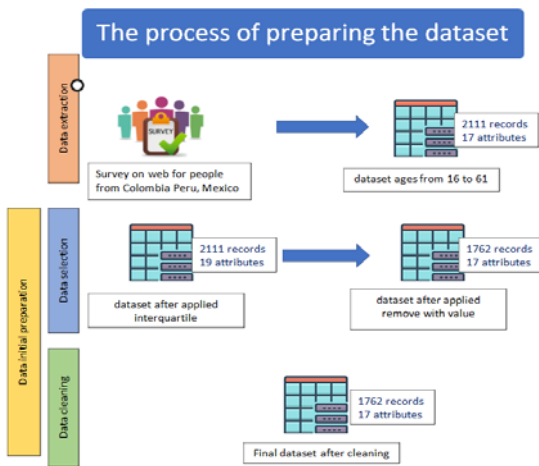 The process of preparing the dataset
Data extraction
SURVEY
Survey on web for people
from Colombia Peru, Mexico
2111 records
17 attributes
dataset ages from 16 to 61
Data initial preparation
Data selection
2111 records
19 attributes
dataset after applied
interquartile
1762 records
17 attributes
dataset after applied
remove with value
Data cleaning
1762 records
17 attributes
Final dataset after cleaning